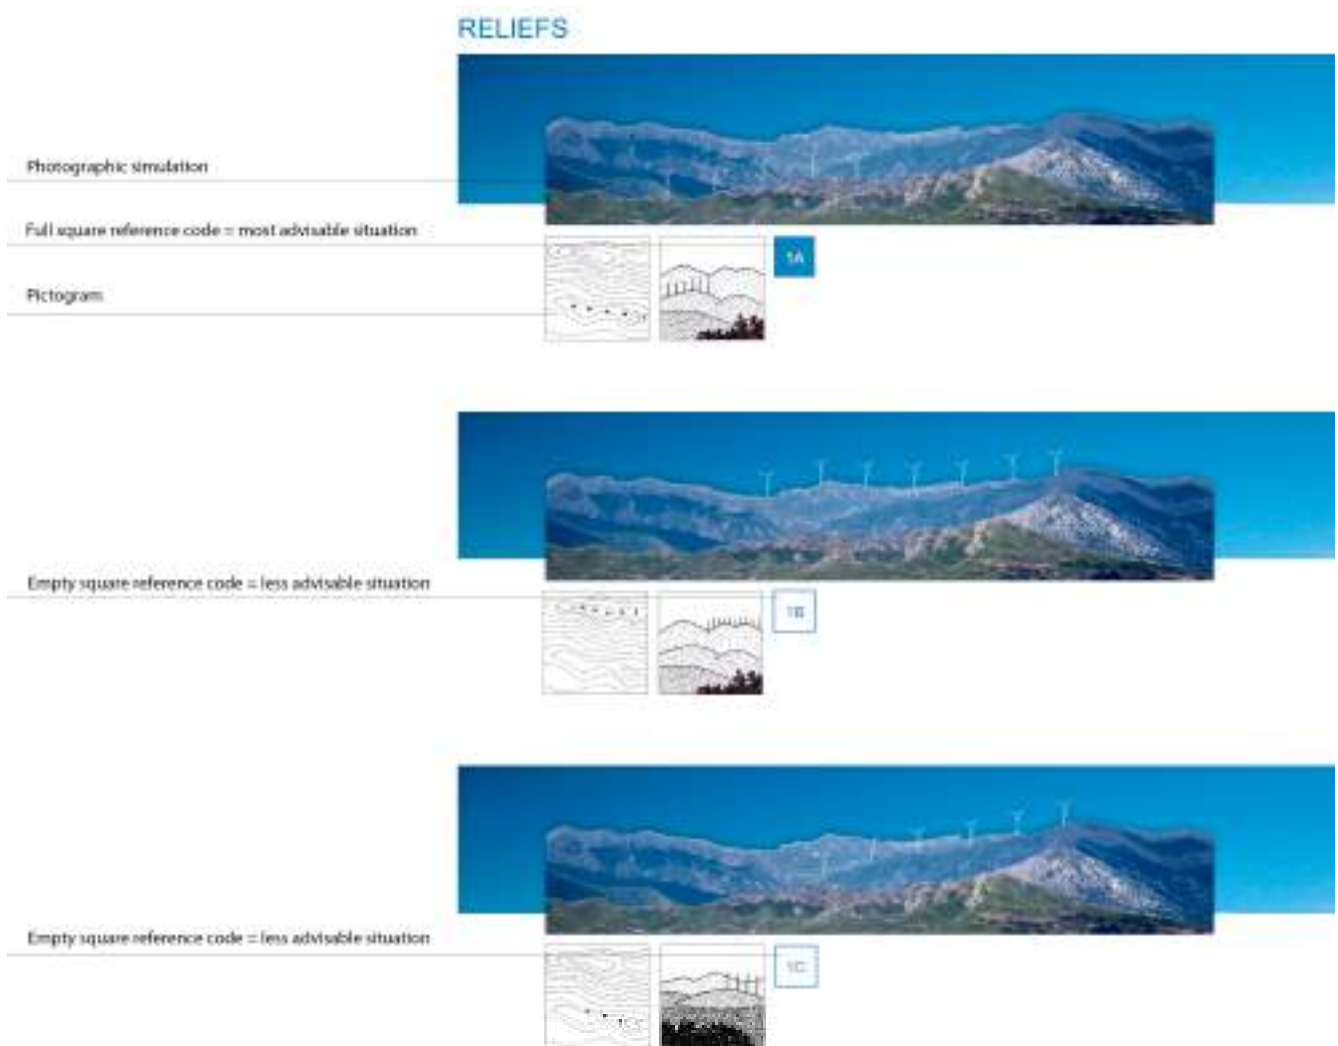 RELIEFS
Photographic simulation
Full square reference code = most advisable situation
Pictogram
1A
Empty square reference code = less advisable situation
1B
Empty square reference code = less advisable situation
1C